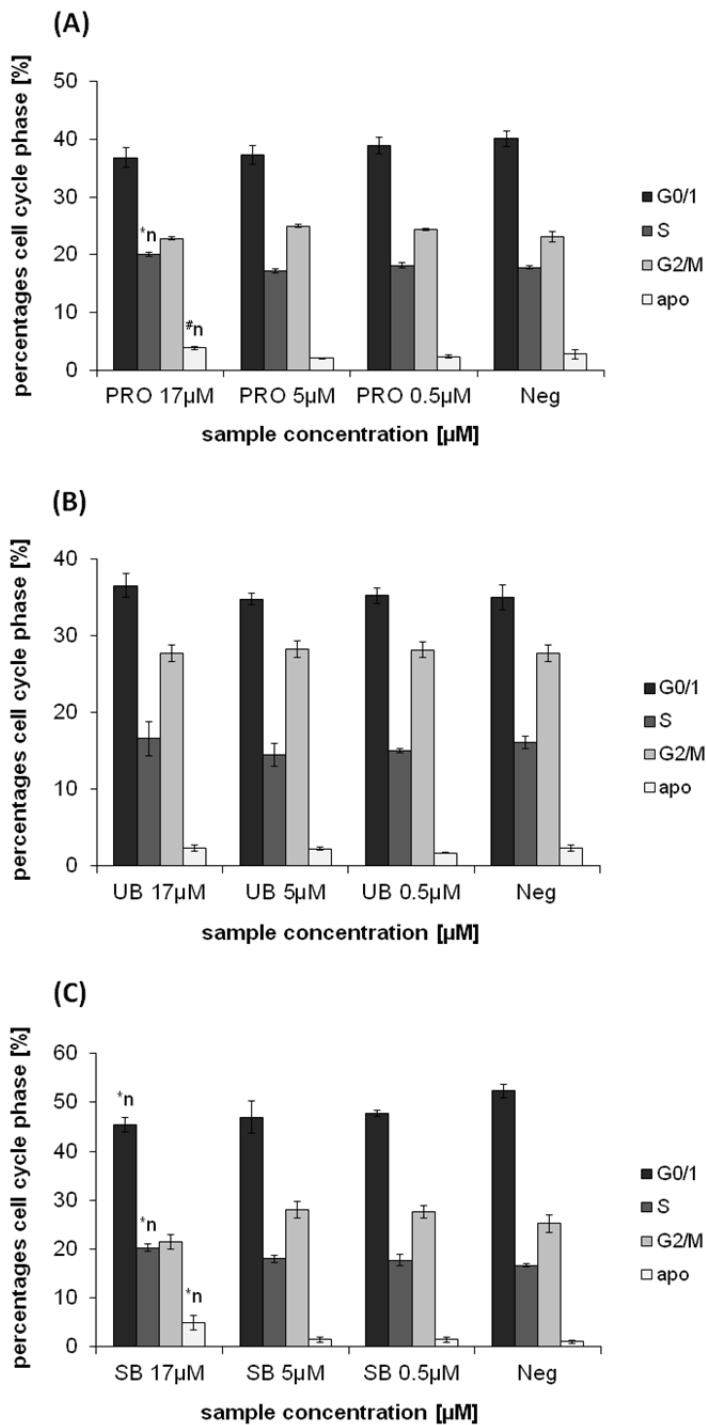 (A)
percentages cell cycle phase [%]
50
40
30
20
10
0
*n
#n
PRO 17µM
PRO 5µM
PRO 0.5µM
Neg
sample concentration [µM]
G0/1
S
G2/M
apo
(B)
percentages cell cycle phase [%]
40
30
20
10
0
UB 17µM
UB 5µM
UB 0.5µM
Neg
sample concentration [µM]
G0/1
S
G2/M
apo
(C)
percentages cell cycle phase [%]
60
50
40
30
20
10
0
*n
*n
*n
SB 17µM
SB 5µM
SB 0.5µM
Neg
sample concentration [µM]
G0/1
S
G2/M
apo